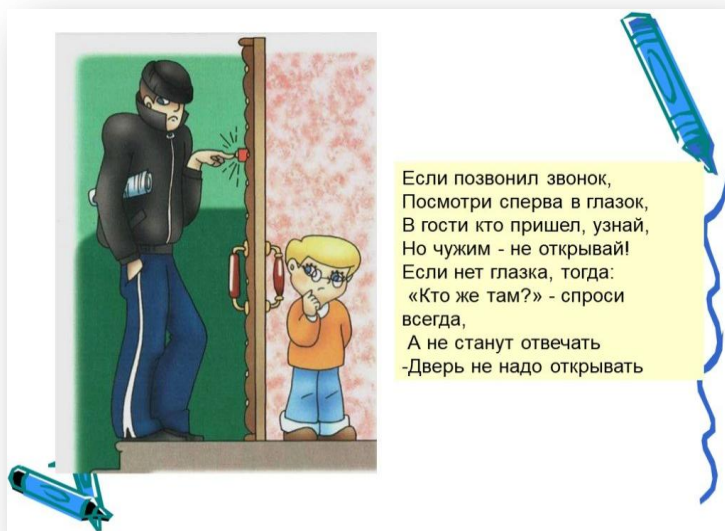 Если позвонил звонок,
Посмотри сперва в глазок,
В гости кто пришел, узнай,
Но чужим - не открывай!
Если нет глазка, тогда:
«Кто же там?» - спроси
всегда,
А не станут отвечать
-Дверь не надо открывать